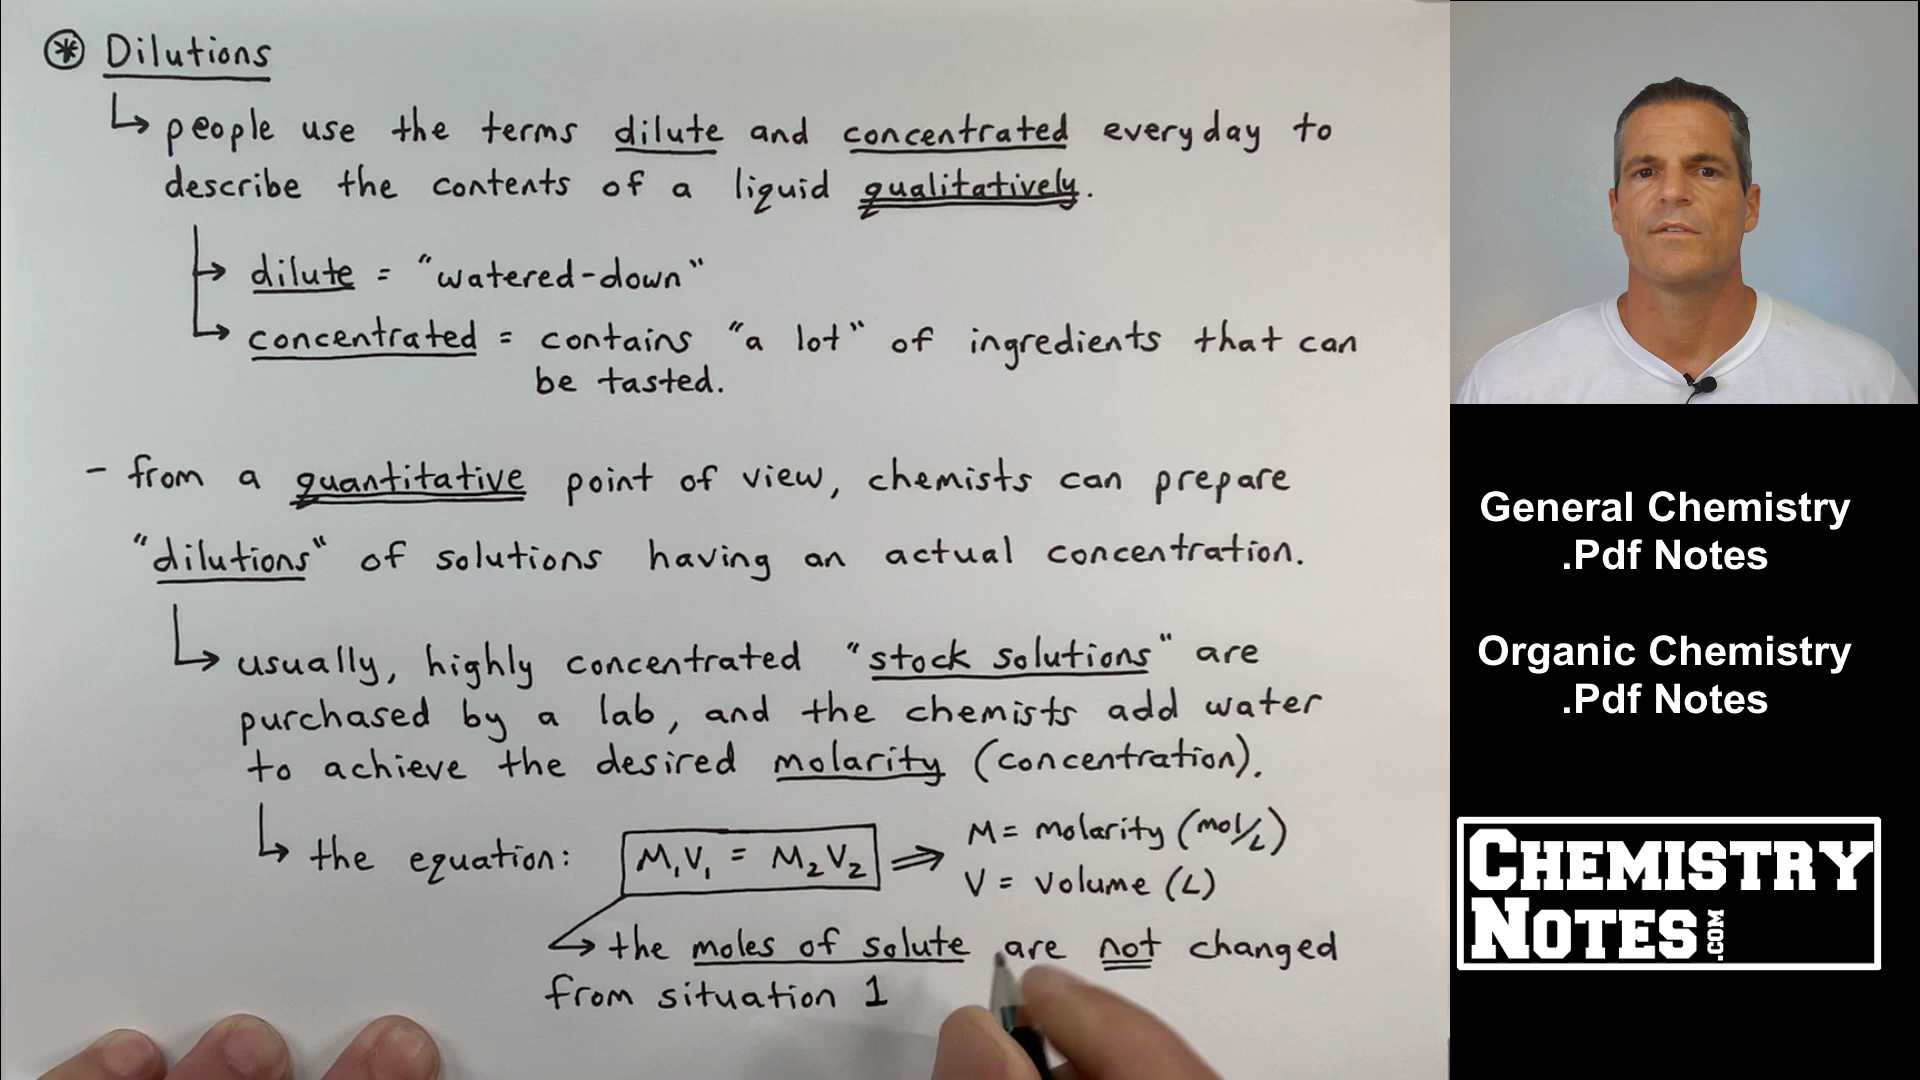 ⊛ Dilutions
↳ people use the terms dilute and concentrated everyday to
describe the contents of a liquid qualitatively.
→ dilute = "watered-down"
↳ concentrated = contains "a lot" of ingredients that can
be tasted.
- from a quantitative point of view, chemists can prepare
"dilutions" of solutions having an actual concentration.
↳ usually, highly concentrated "stock solutions" are
purchased by a lab, and the chemists add water
to achieve the desired molarity (concentration).
↳ the equation: M₁V₁ = M₂V₂ ⇒ M = molarity (mol/L)
V = volume (L)
↳ the moles of solute are not changed
from situation 1
General Chemistry
.Pdf Notes
Organic Chemistry
.Pdf Notes
CHEMISTRY
NOTES.COM